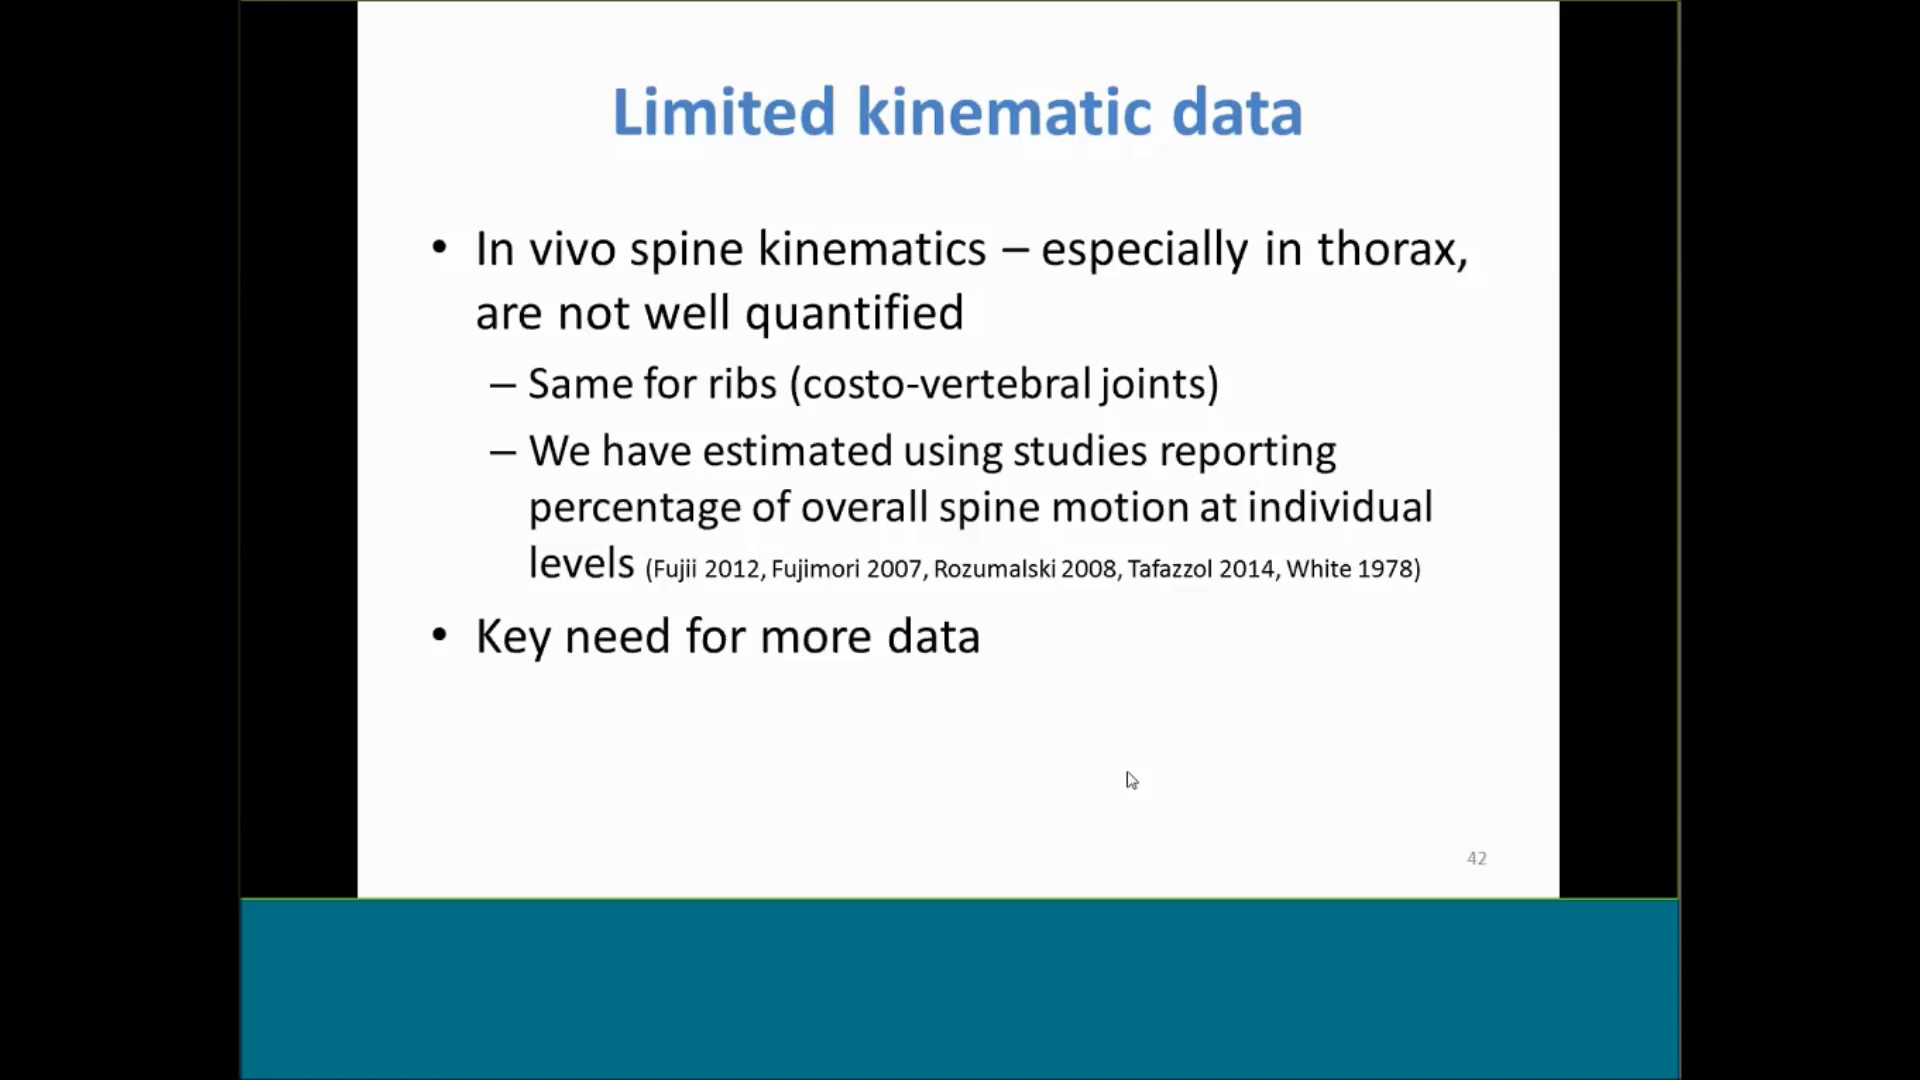 Limited kinematic data
• In vivo spine kinematics – especially in thorax,
are not well quantified
– Same for ribs (costo-vertebral joints)
– We have estimated using studies reporting
percentage of overall spine motion at individual
levels (Fujii 2012, Fujimori 2007, Rozumalski 2008, Tafazzol 2014, White 1978)
• Key need for more data
42